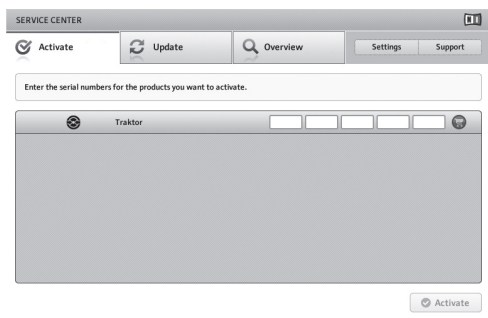 SERVICE CENTER
Activate
Update
Overview
Settings
Support
Enter the serial numbers for the products you want to activate.
Traktor
Activate